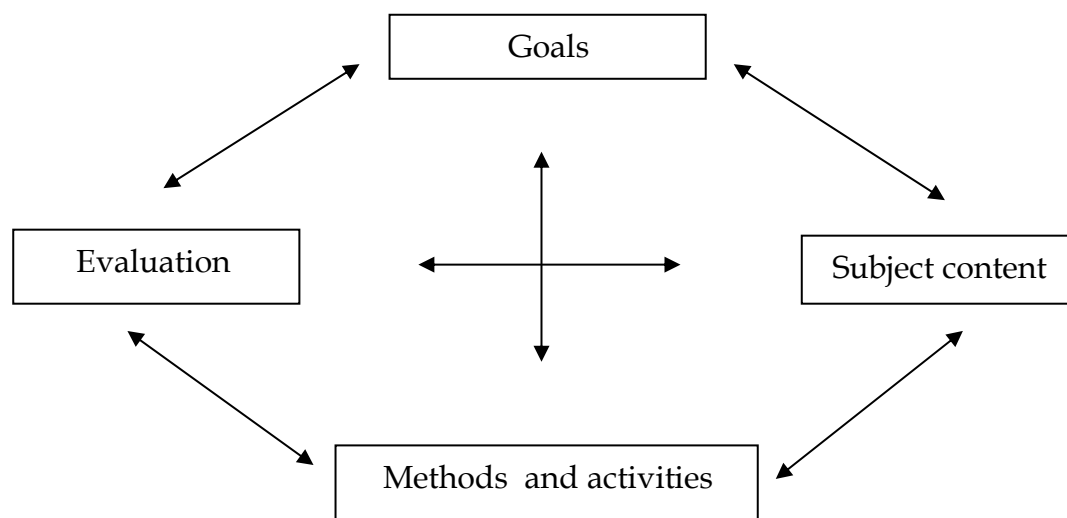 Goals
Evaluation
Subject content
Methods and activities